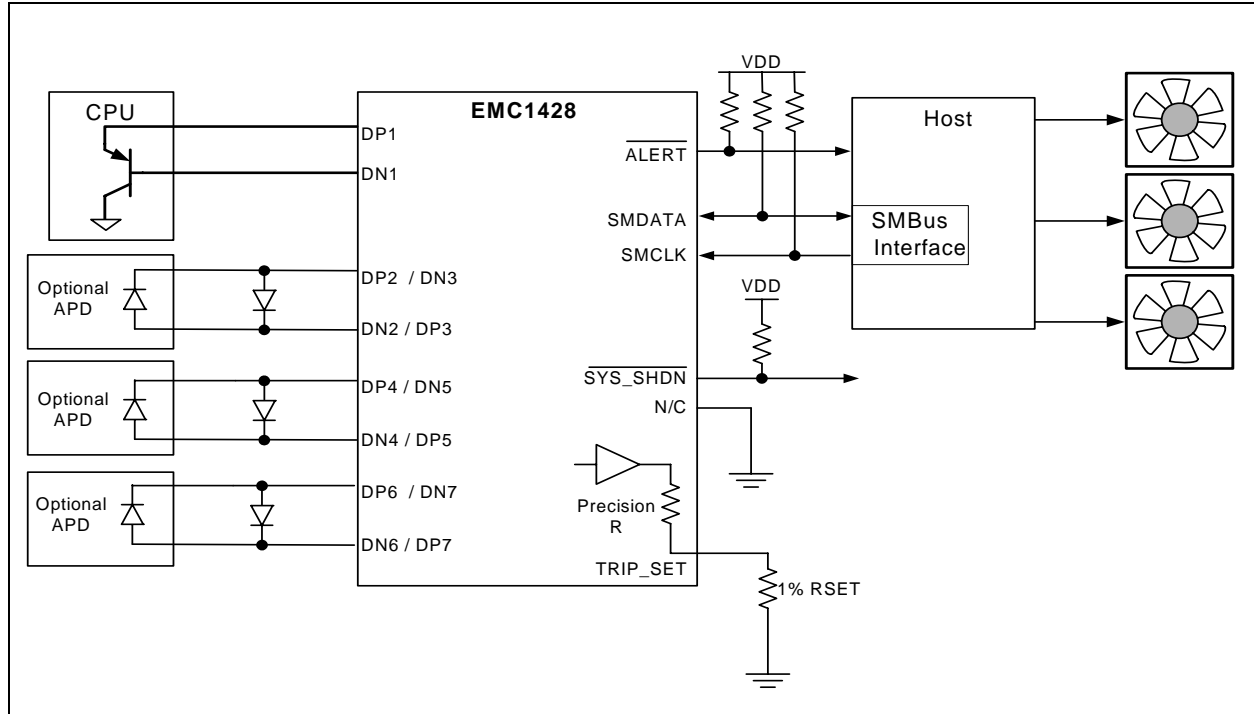 CPU
EMC1428
DP1
DN1
ALERT
SMDATA
SMCLK
VDD
Host
SMBus
Interface
Optional
APD
DP2 / DN3
DN2 / DP3
VDD
Optional
APD
DP4 / DN5
DN4 / DP5
SYS_SHDN
N/C
Optional
APD
DP6 / DN7
DN6 / DP7
Precision
R
TRIP_SET
1% RSET